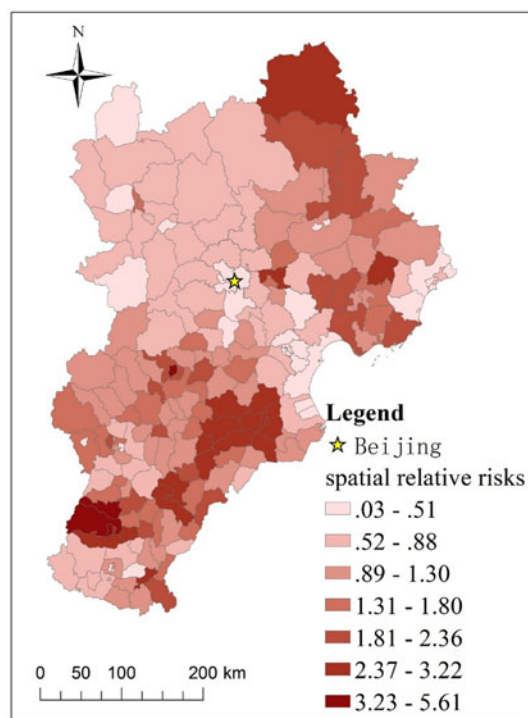 N
Legend
Beijing
spatial relative risks
.03 - .51
.52 - .88
.89 - 1.30
1.31 - 1.80
1.81 - 2.36
2.37 - 3.22
3.23 - 5.61
0 50 100 200 km